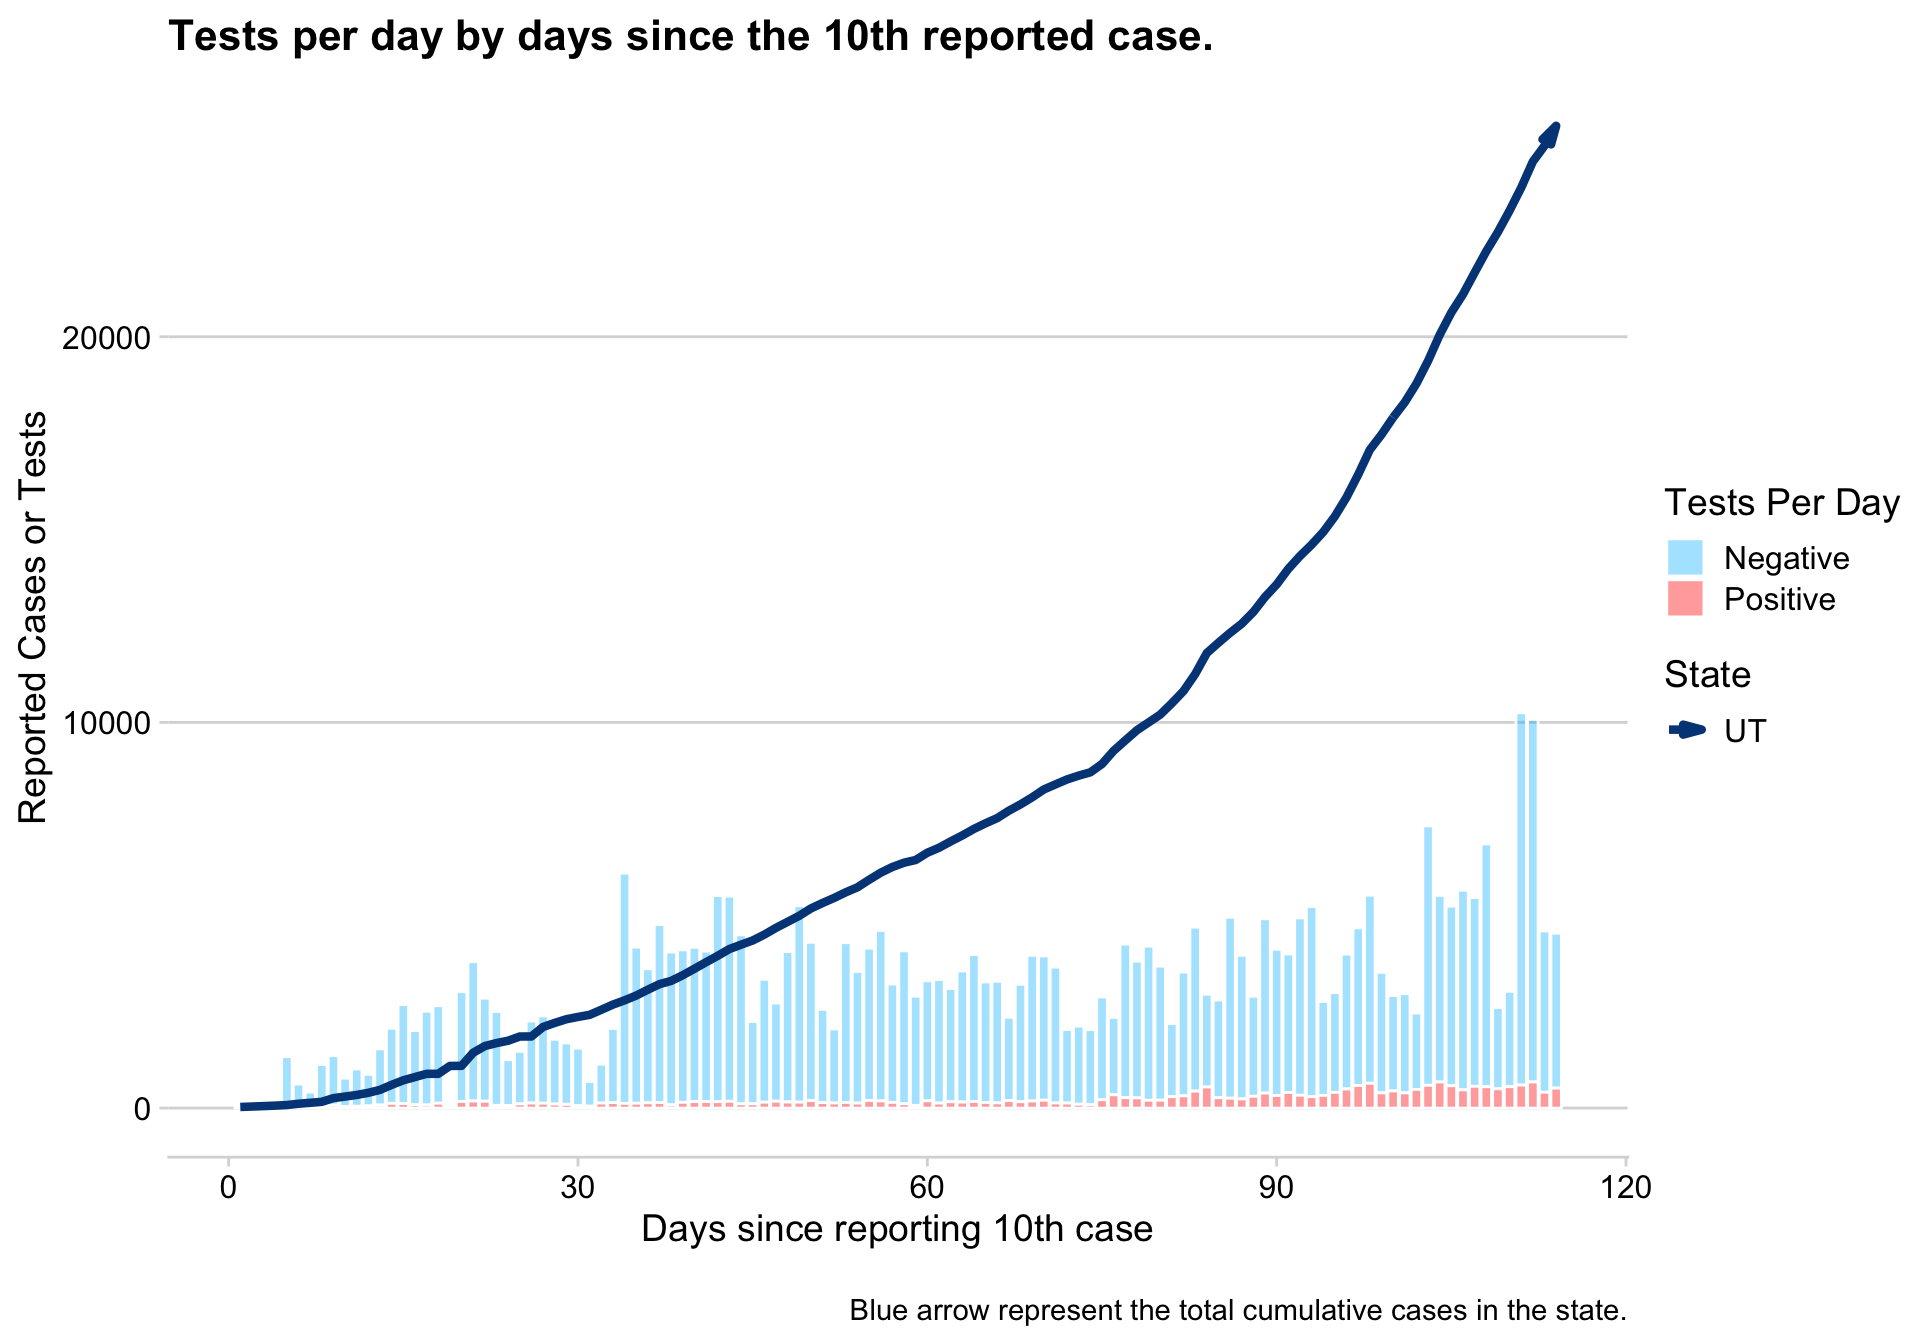 Tests per day by days since the 10th reported case.
Reported Cases or Tests
20000
10000
0
0
30
60
90
120
Days since reporting 10th case
Tests Per Day
Negative
Positive
State
UT
Blue arrow represent the total cumulative cases in the state.